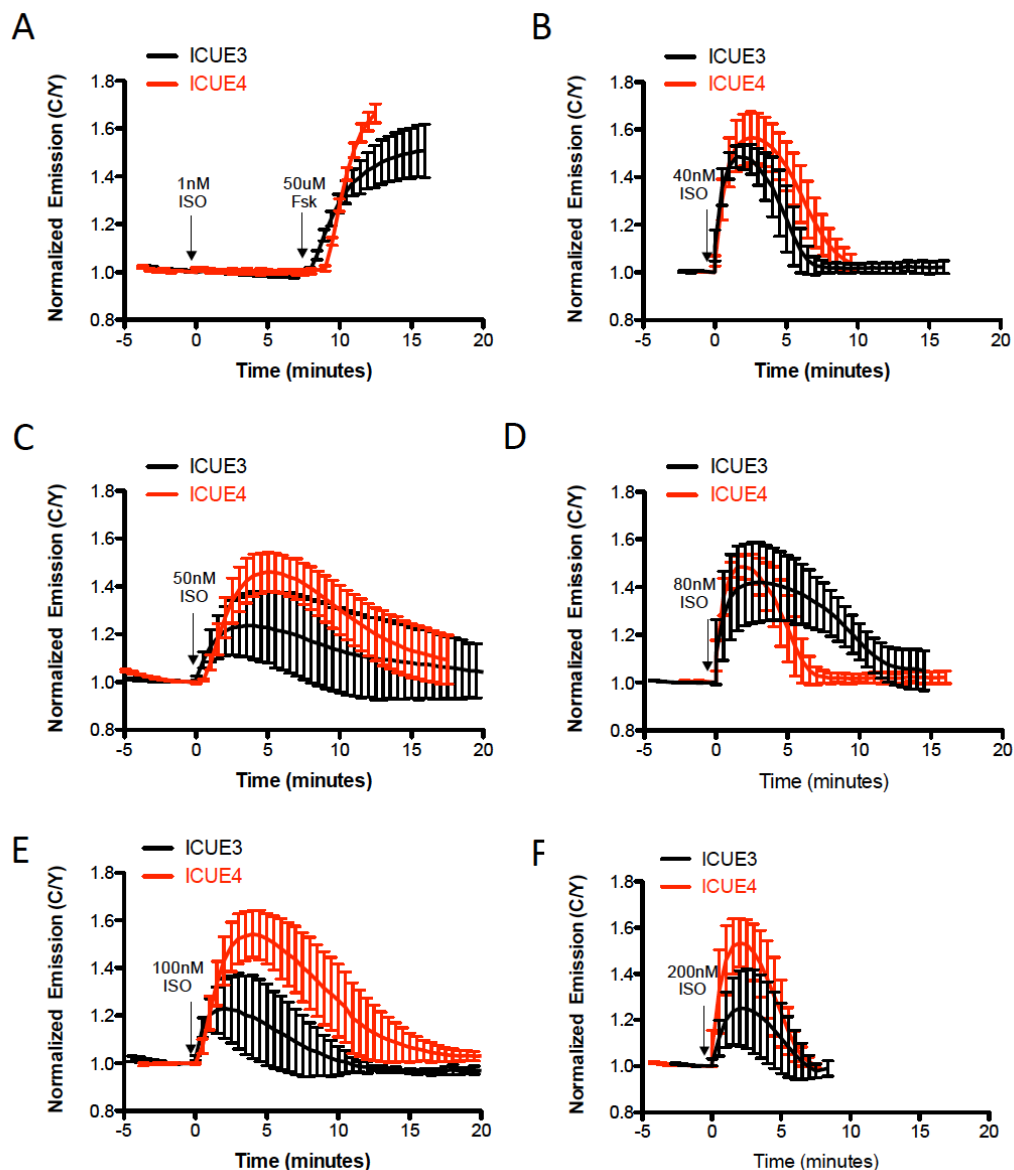 A
ICUE3
ICUE4
Normalized Emission (C/Y)
1.8
1.6
1.4
1.2
1.0
0.8
1nM
ISO
50uM
Fsk
-5 0 5 10 15 20
Time (minutes)
B
ICUE3
ICUE4
Normalized Emission (C/Y)
1.8
1.6
1.4
1.2
1.0
0.8
40nM
ISO
-5 0 5 10 15 20
Time (minutes)
C
ICUE3
ICUE4
Normalized Emission (C/Y)
1.8
1.6
1.4
1.2
1.0
0.8
50nM
ISO
-5 0 5 10 15 20
Time (minutes)
D
ICUE3
ICUE4
Normalized Emission (C/Y)
1.8
1.6
1.4
1.2
1.0
0.8
80nM
ISO
-5 0 5 10 15 20
Time (minutes)
E
ICUE3
ICUE4
Normalized Emission (C/Y)
1.8
1.6
1.4
1.2
1.0
0.8
100nM
ISO
-5 0 5 10 15 20
Time (minutes)
F
ICUE3
ICUE4
Normalized Emission (C/Y)
1.8
1.6
1.4
1.2
1.0
0.8
200nM
ISO
-5 0 5 10 15 20
Time (minutes)